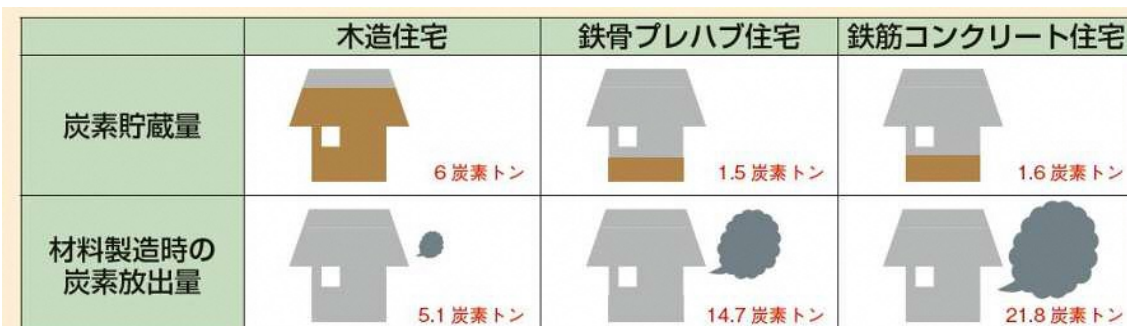 木造住宅 鉄骨プレハブ住宅 鉄筋コンクリート住宅
炭素貯蔵量
6 炭素トン 1.5 炭素トン 1.6 炭素トン
材料製造時の
炭素放出量
5.1 炭素トン 14.7 炭素トン 21.8 炭素トン